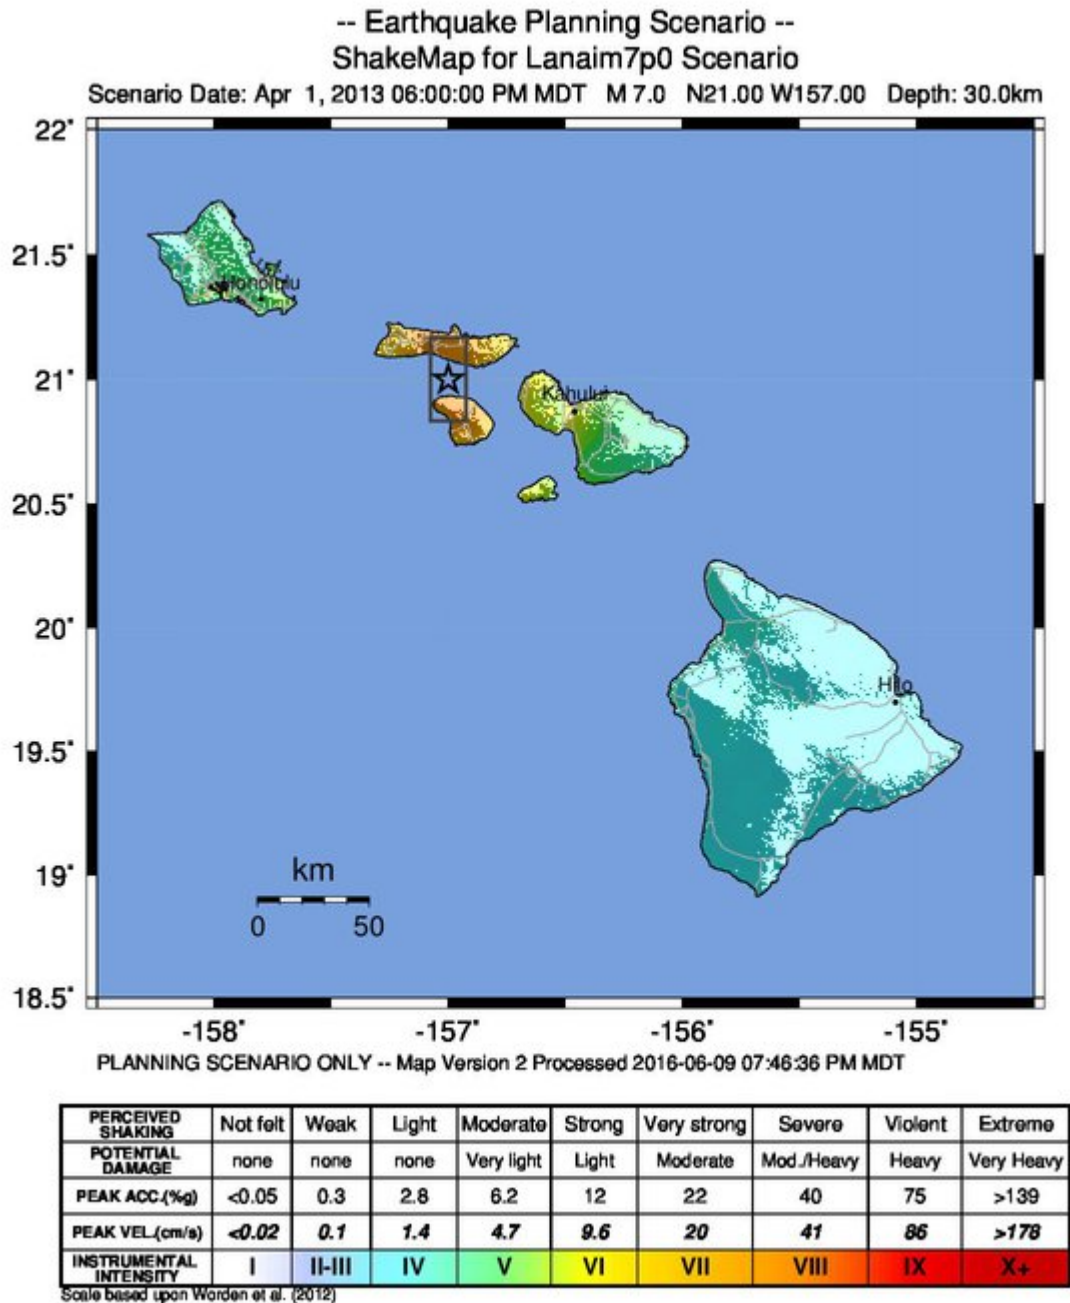 -- Earthquake Planning Scenario --
ShakeMap for Lanaim7p0 Scenario
Scenario Date: Apr 1, 2013 06:00:00 PM MDT M 7.0 N21.00 W157.00 Depth: 30.0km
22˚
21.5˚
Honolulu
21˚
Kahului
20.5˚
20˚
Hilo
19.5˚
19˚
km
0 50
18.5˚
-158˚ -157˚ -156˚ -155˚
PLANNING SCENARIO ONLY -- Map Version 2 Processed 2016-06-09 07:46:36 PM MDT
PERCEIVED SHAKING Not felt Weak Light Moderate Strong Very strong Severe Violent Extreme
POTENTIAL DAMAGE none none none Very light Light Moderate Mod./Heavy Heavy Very Heavy
PEAK ACC.(%g) <0.05 0.3 2.8 6.2 12 22 40 75 >139
PEAK VEL.(cm/s) <0.02 0.1 1.4 4.7 9.6 20 41 86 >178
INSTRUMENTAL INTENSITY I II-III IV V VI VII VIII IX X+
Scale based upon Worden et al. (2012)